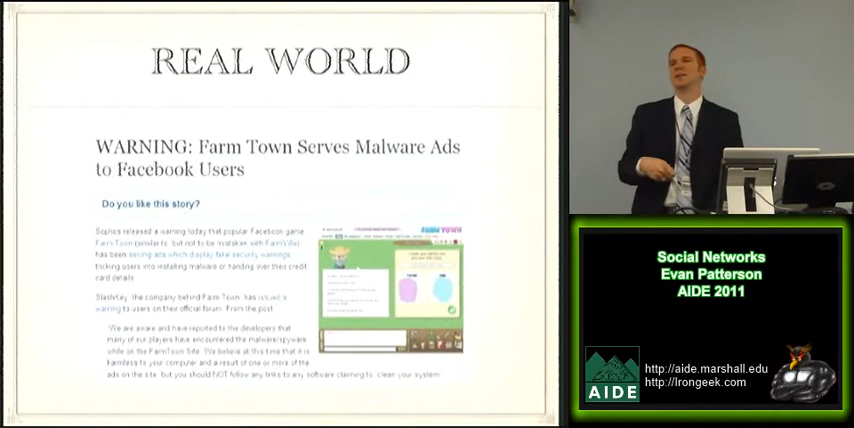 REAL WORLD
WARNING: Farm Town Serves Malware Ads
to Facebook Users
Do you like this story?
Sophos released a warning today that popular Facebook game
Farm Town (similar to, but not to be mistaken with FarmVille)
has been serving ads which display fake security warnings
tricking users into installing malware or handing over their credit
card details.
SlashKey, the company behind Farm Town, has issued a
warning to users on their official forum. From the post:
"We are aware and have reported to the developers that
many of our players have encountered the malware/spyware
while on the FarmTown Site. We believe at this time that it is
harmless to your computer and a result of one or more of the
ads on the site, but you should NOT follow any links to any software claiming to "clean your system"
FARM TOWN
Social Networks
Evan Patterson
AIDE 2011
AIDE
http://aide.marshall.edu
http://Irongeek.com